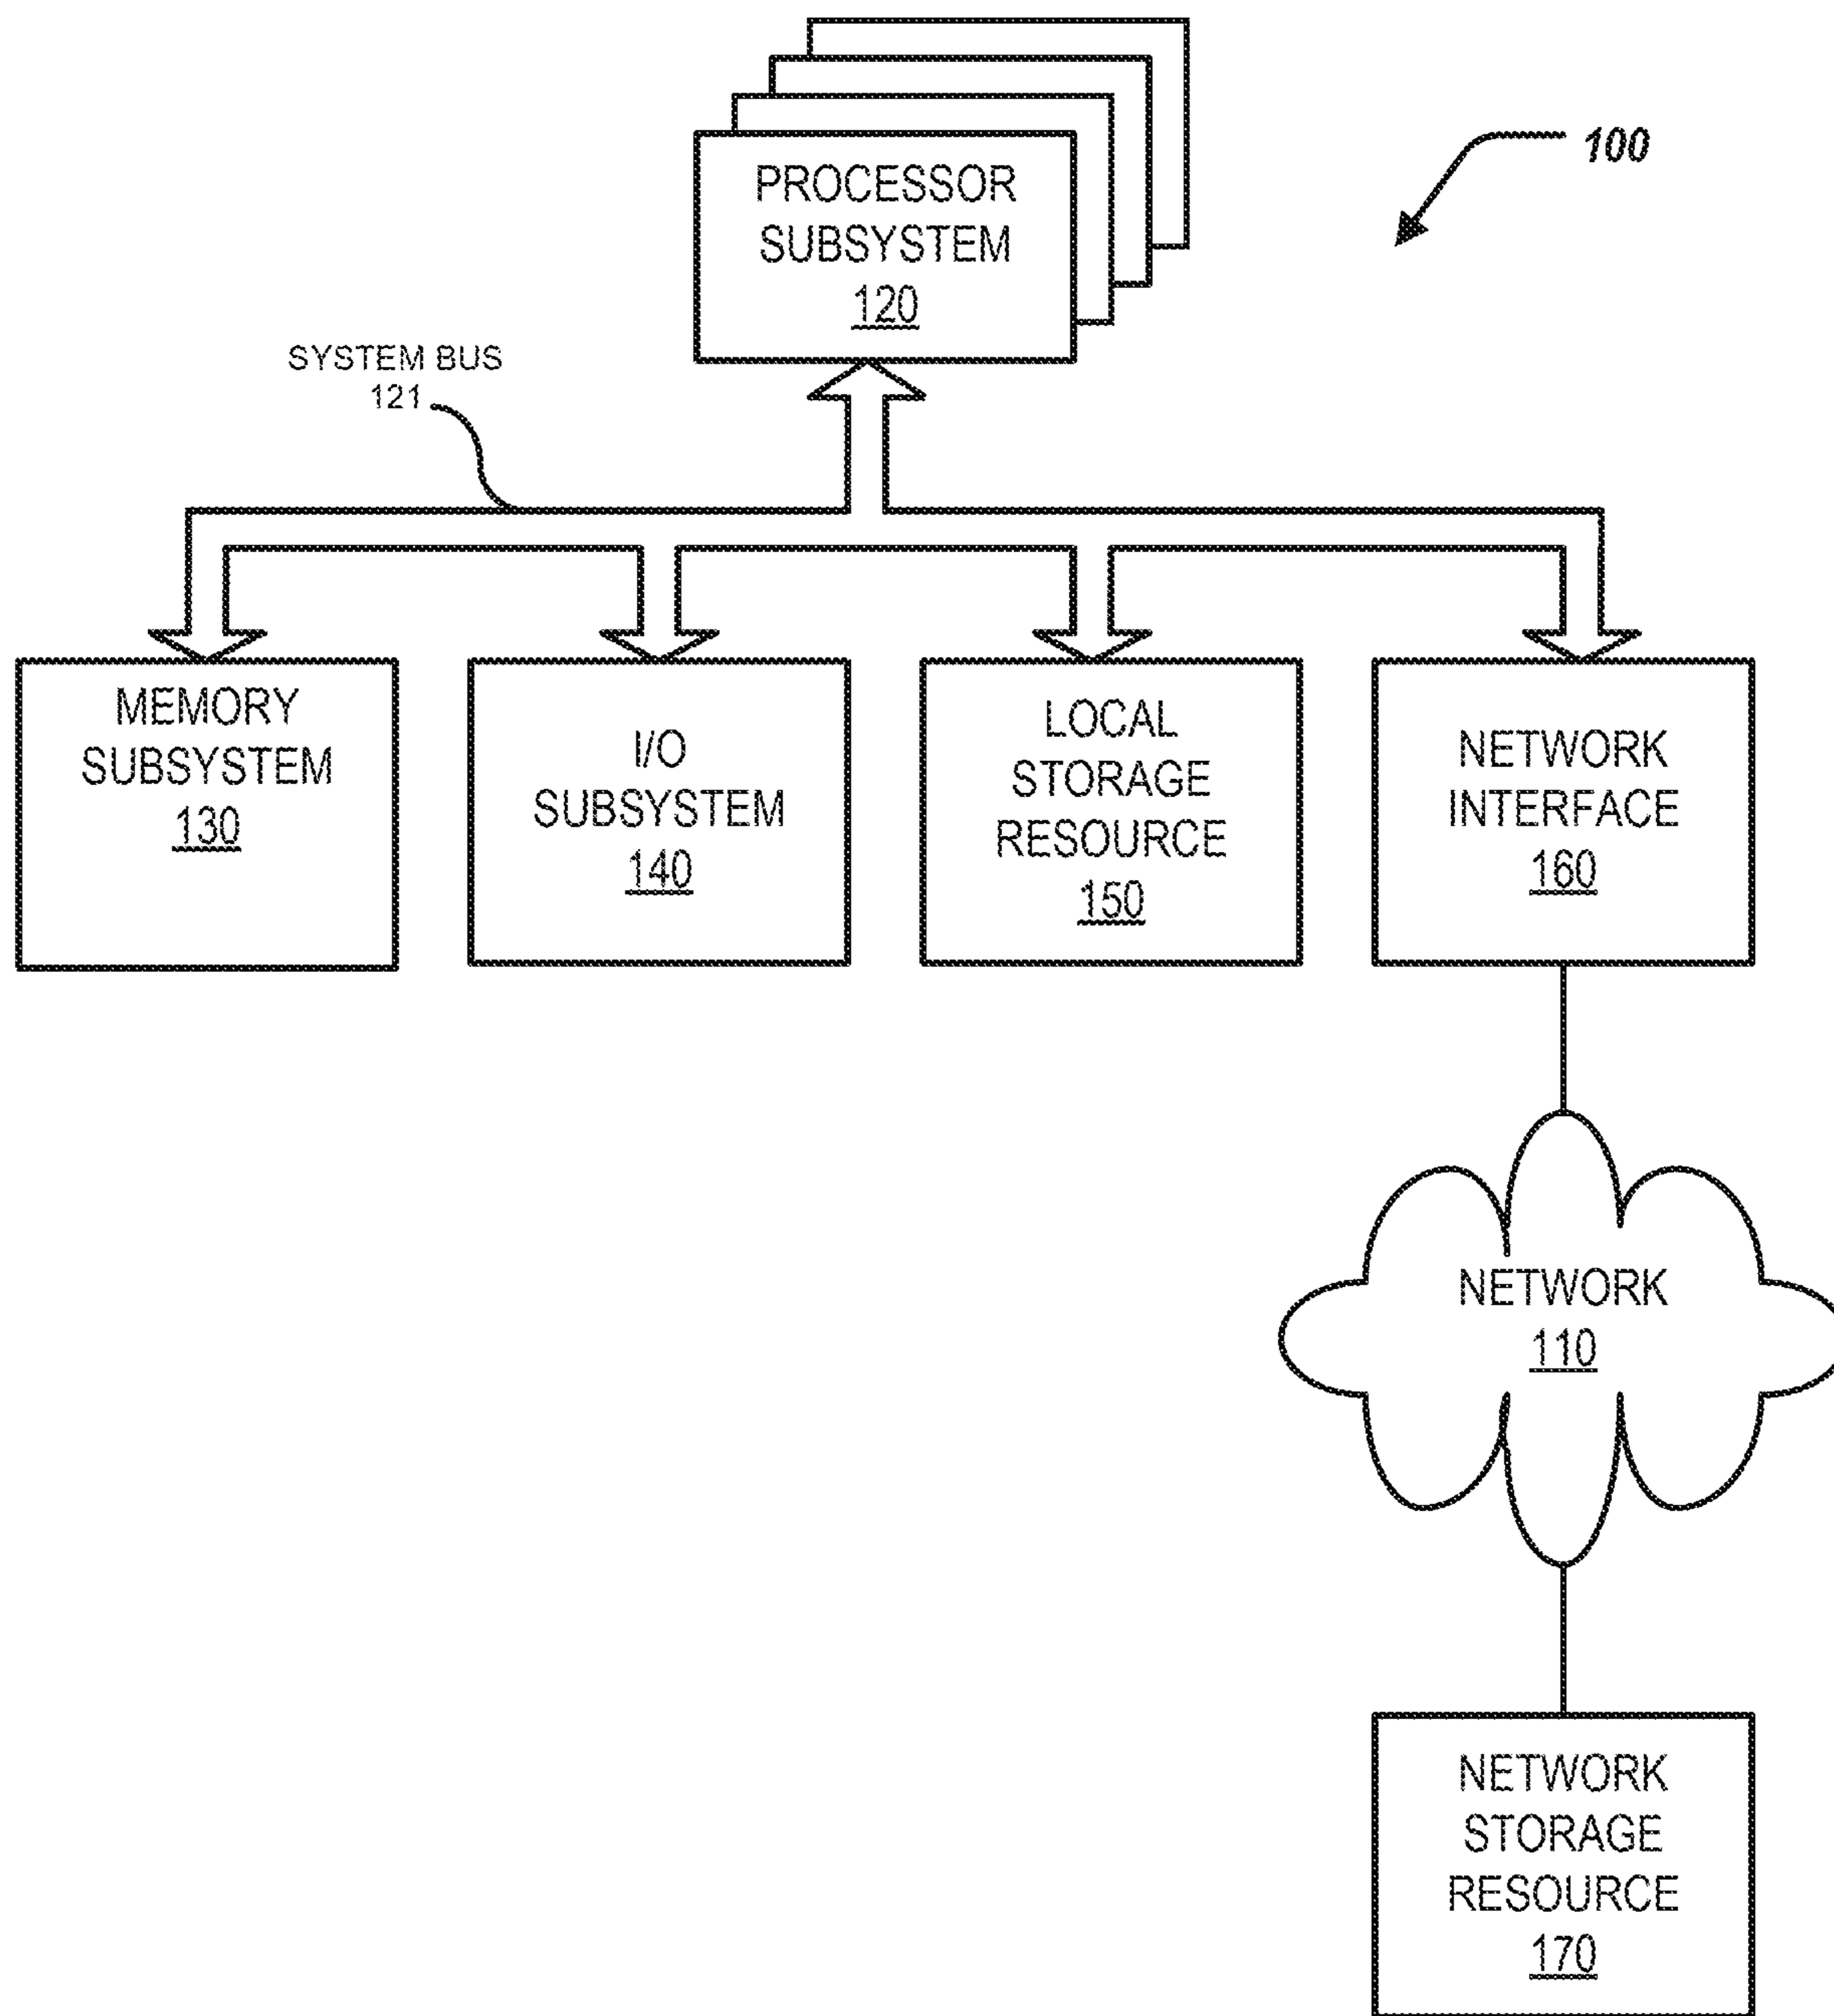 100
PROCESSOR
SUBSYSTEM
120
SYSTEM BUS
121
MEMORY
SUBSYSTEM
130
I/O
SUBSYSTEM
140
LOCAL
STORAGE
RESOURCE
150
NETWORK
INTERFACE
160
NETWORK
110
NETWORK
STORAGE
RESOURCE
170